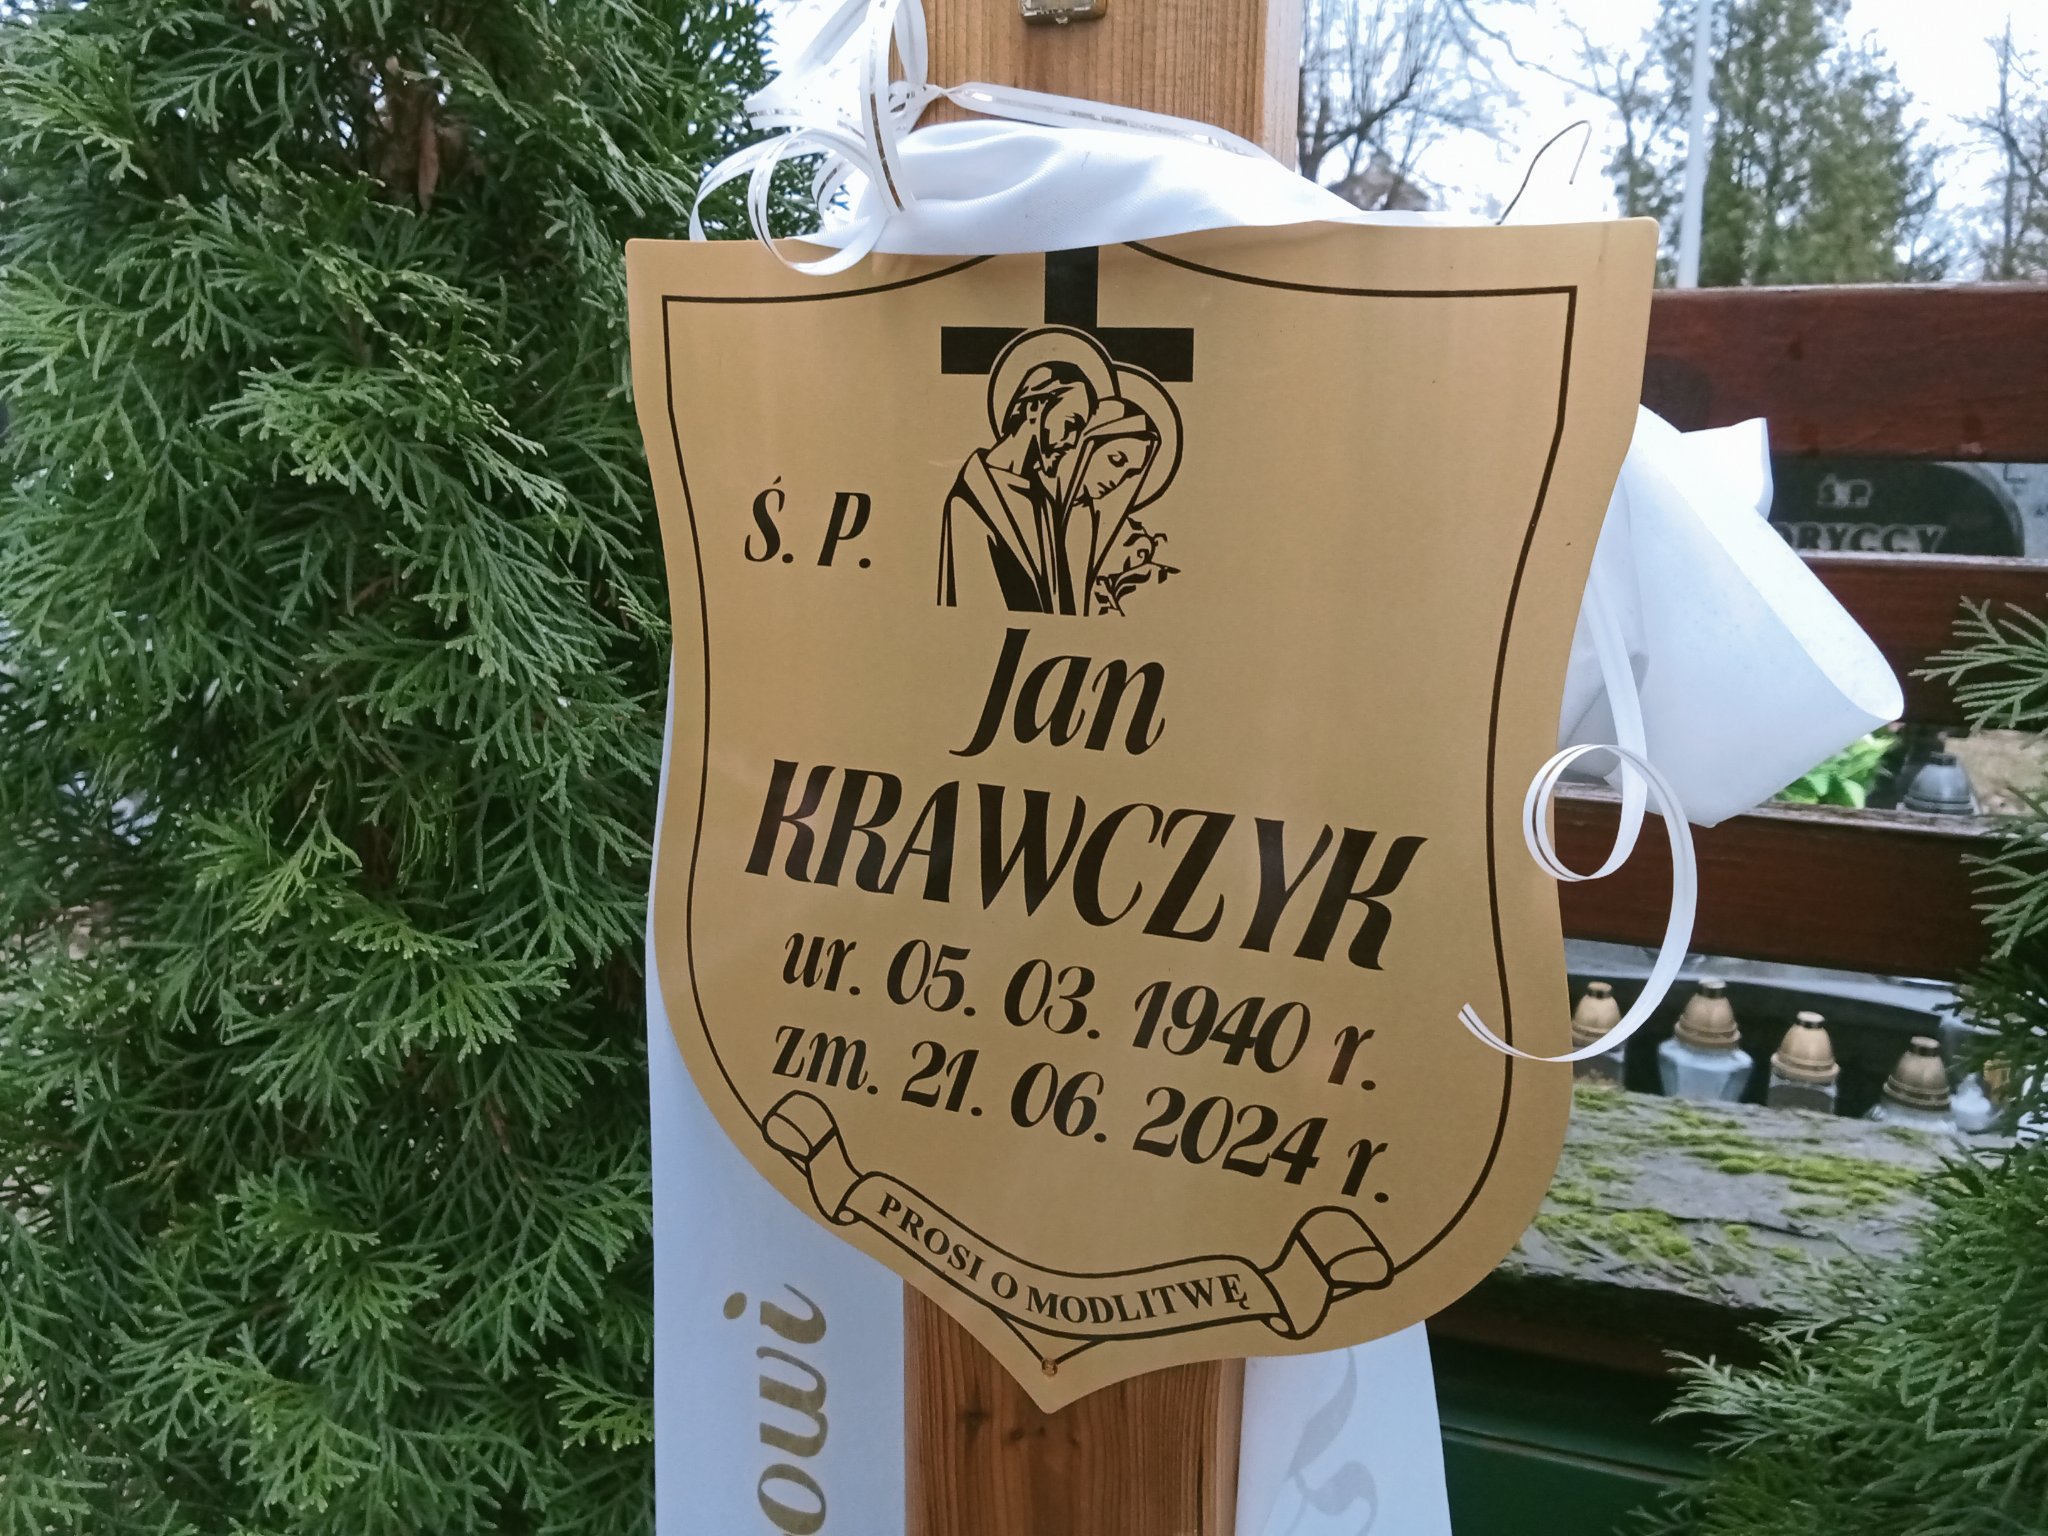 Ś. P.
Jan
KRAWCZYK
ur. 05. 03. 1940 r.
zm. 21. 06. 2024 r.
PROSI O MODLITWĘ
Ś.P.